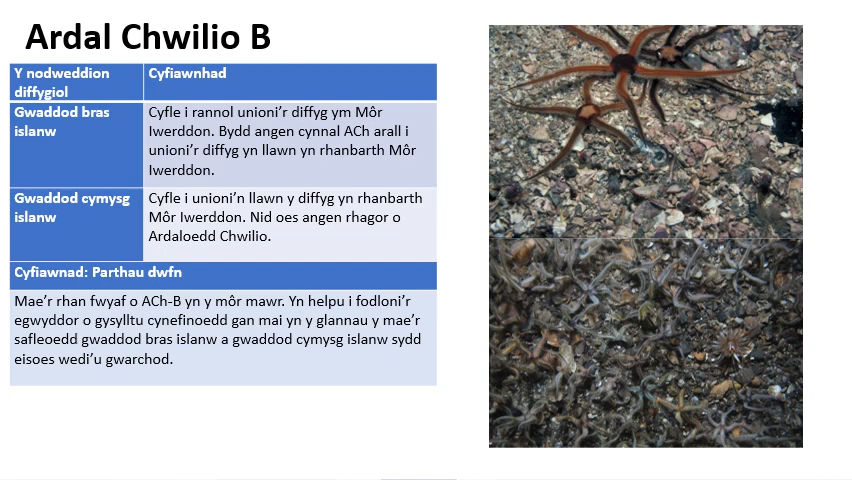 Ardal Chwilio B
Y nodweddion
diffygiol
Cyfiawnhad
Gwaddod bras
islanw
Cyfle i rannol unioni’r diffyg ym Môr
Iwerddon. Bydd angen cynnal ACh arall i
unioni’r diffyg yn llawn yn rhanbarth Môr
Iwerddon.
Gwaddod cymysg
islanw
Cyfle i unioni’n llawn y diffyg yn rhanbarth
Môr Iwerddon. Nid oes angen rhagor o
Ardaloedd Chwilio.
Cyfiawnad: Parthau dwfn
Mae’r rhan fwyaf o ACh-B yn y môr mawr. Yn helpu i fodloni’r
egwyddor o gysylltu cynefinoedd gan mai yn y glannau y mae’r
safleoedd gwaddod bras islanw a gwaddod cymysg islanw sydd
eisoes wedi’u gwarchod.